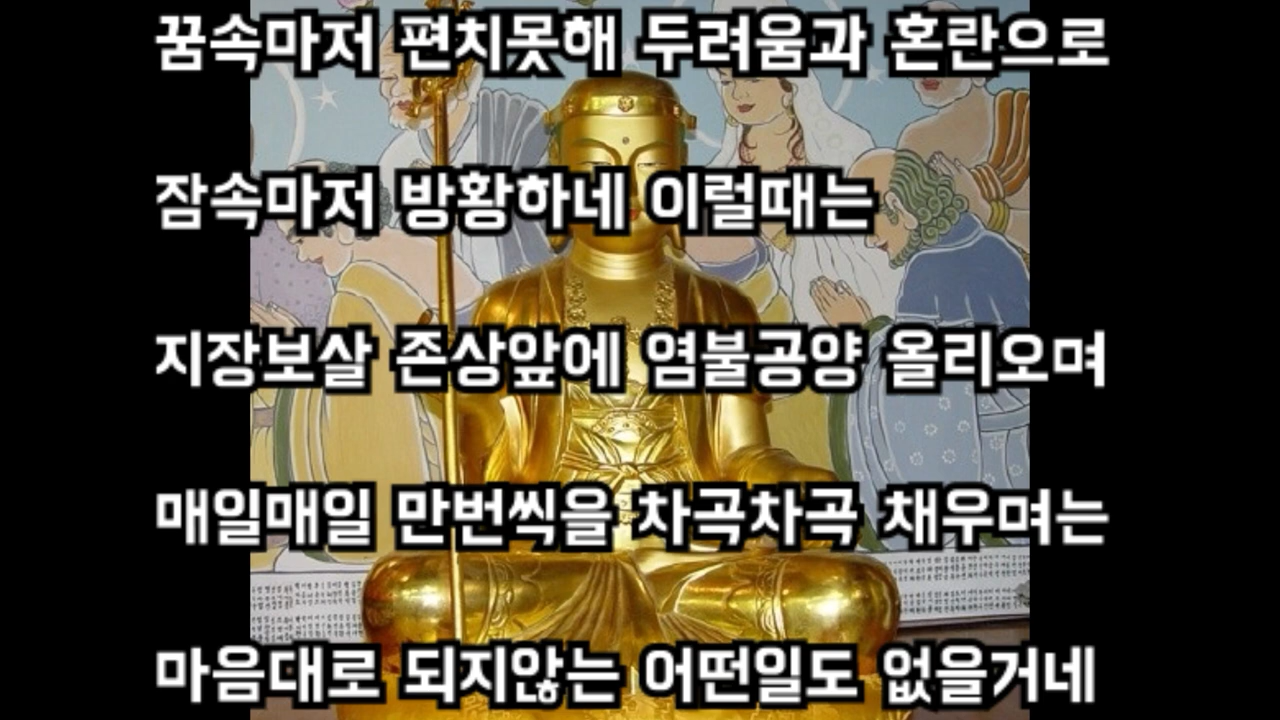 꿈속마저 편치못해 두려움과 혼란으로
잠속마저 방황하네 이럴때는
지장보살 존상앞에 염불공양 올리오며
매일매일 만번씩을 차곡차곡 채우며는
마음대로 되지않는 어떤일도 없을거네